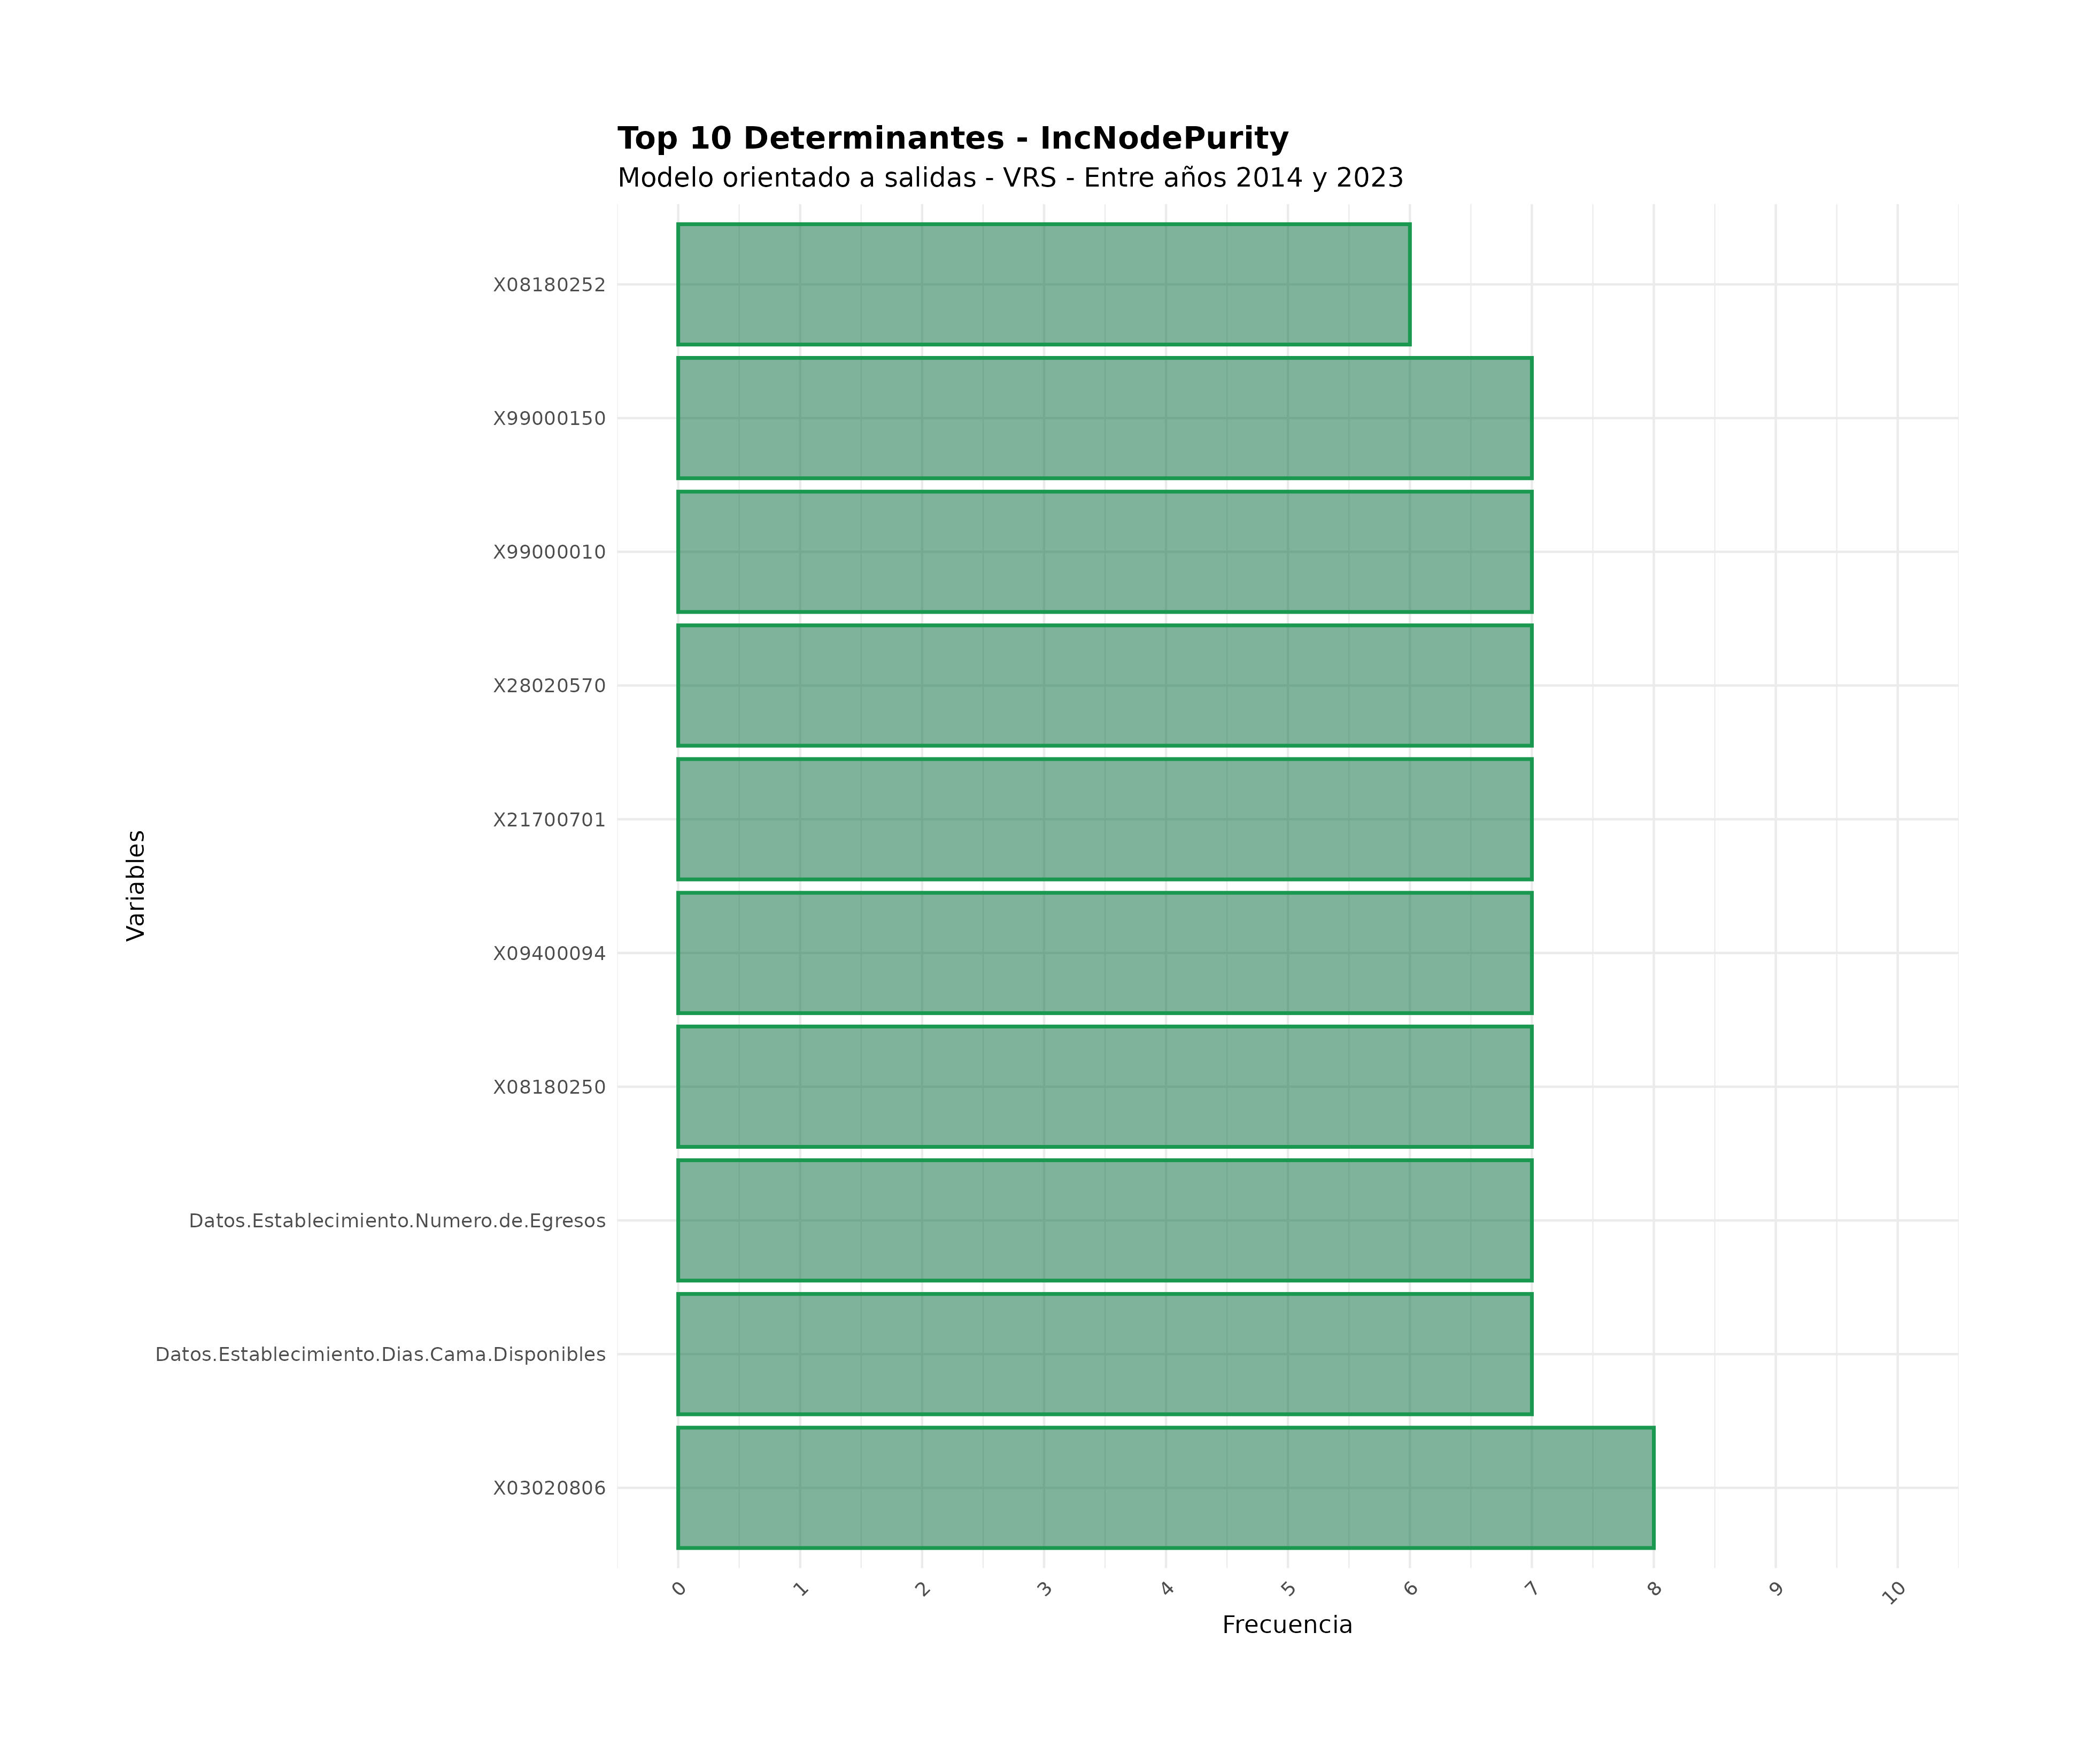 Top 10 Determinantes - IncNodePurity
Modelo orientado a salidas - VRS - Entre años 2014 y 2023
Variables
X08180252
X99000150
X99000010
X28020570
X21700701
X09400094
X08180250
Datos.Establecimiento.Numero.de.Egresos
Datos.Establecimiento.Dias.Cama.Disponibles
X03020806
0 1 2 3 4 5 6 7 8 9 10
Frecuencia